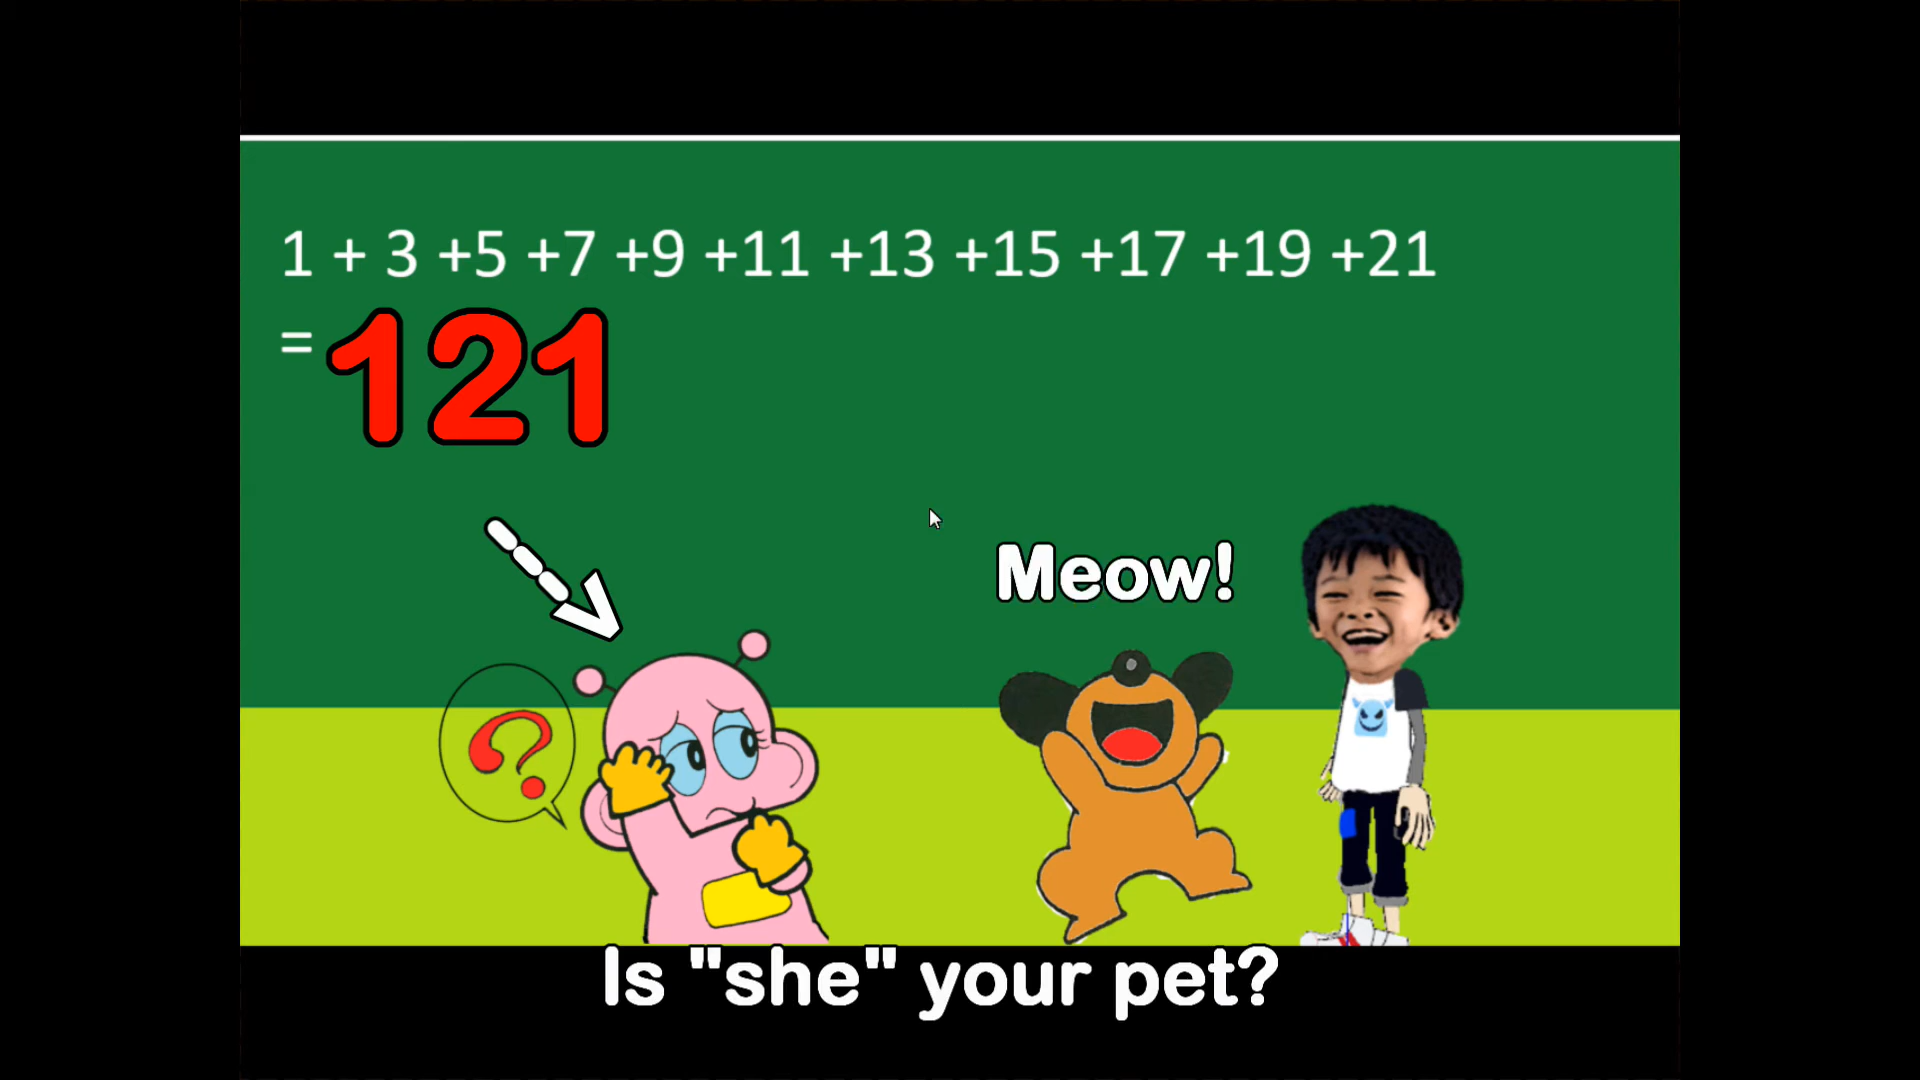 1 + 3 +5 +7 +9 +11 +13 +15 +17 +19 +21
= 121
Meow!
?
Is "she" your pet?